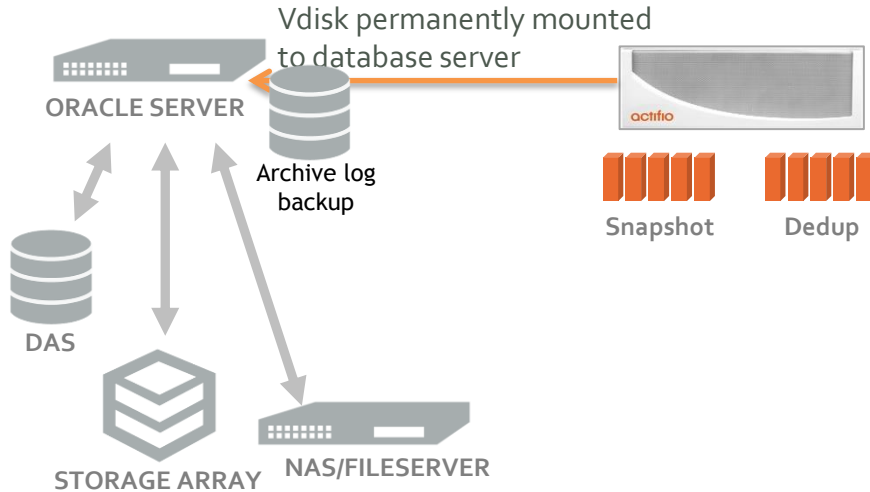 Vdisk permanently mounted
to database server
ORACLE SERVER
actifio
Archive log
backup
Snapshot
Dedup
DAS
STORAGE ARRAY
NAS/FILESERVER